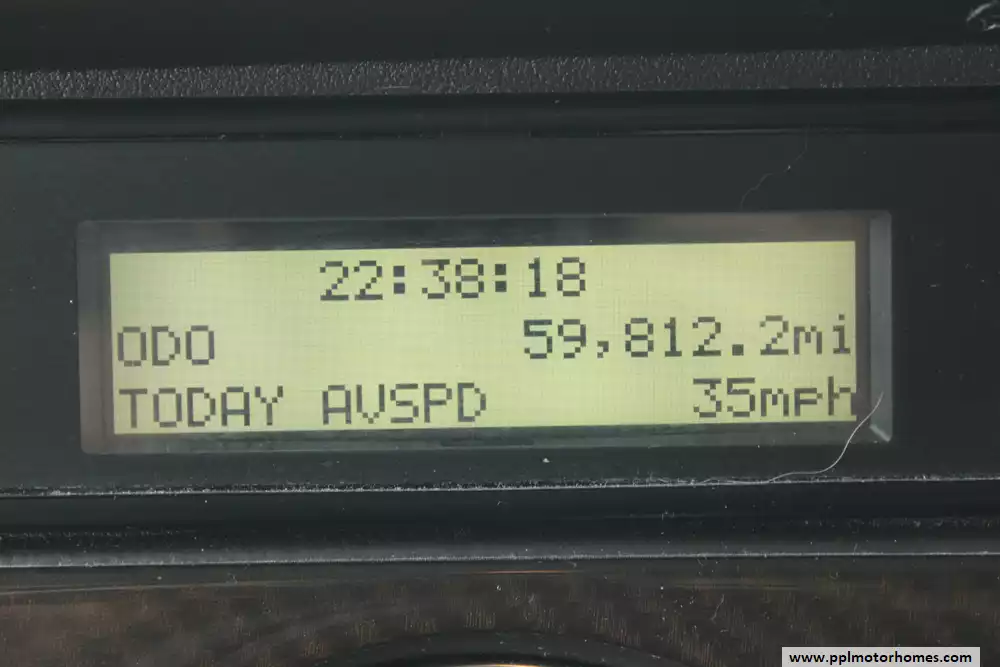 22:38:18
ODO 59,812.2mi
TODAY AVSPD 35mph
www.pplmotorhomes.com